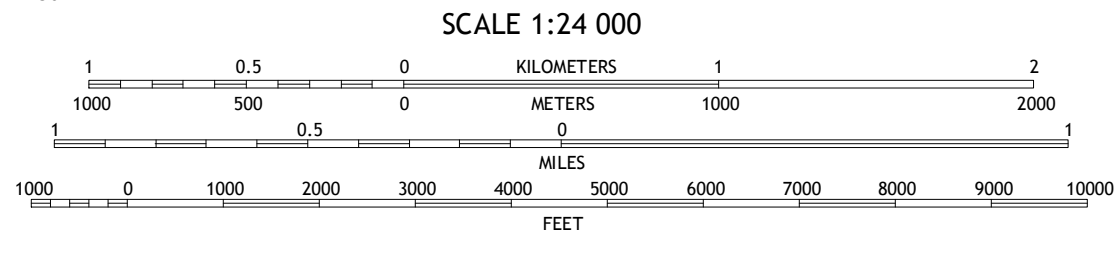 SCALE 1:24 000
1 0.5 0 KILOMETERS 1 2
1000 500 0 METERS 1000 2000
1 0.5 0 1
MILES
1000 0 1000 2000 3000 4000 5000 6000 7000 8000 9000 10000
FEET